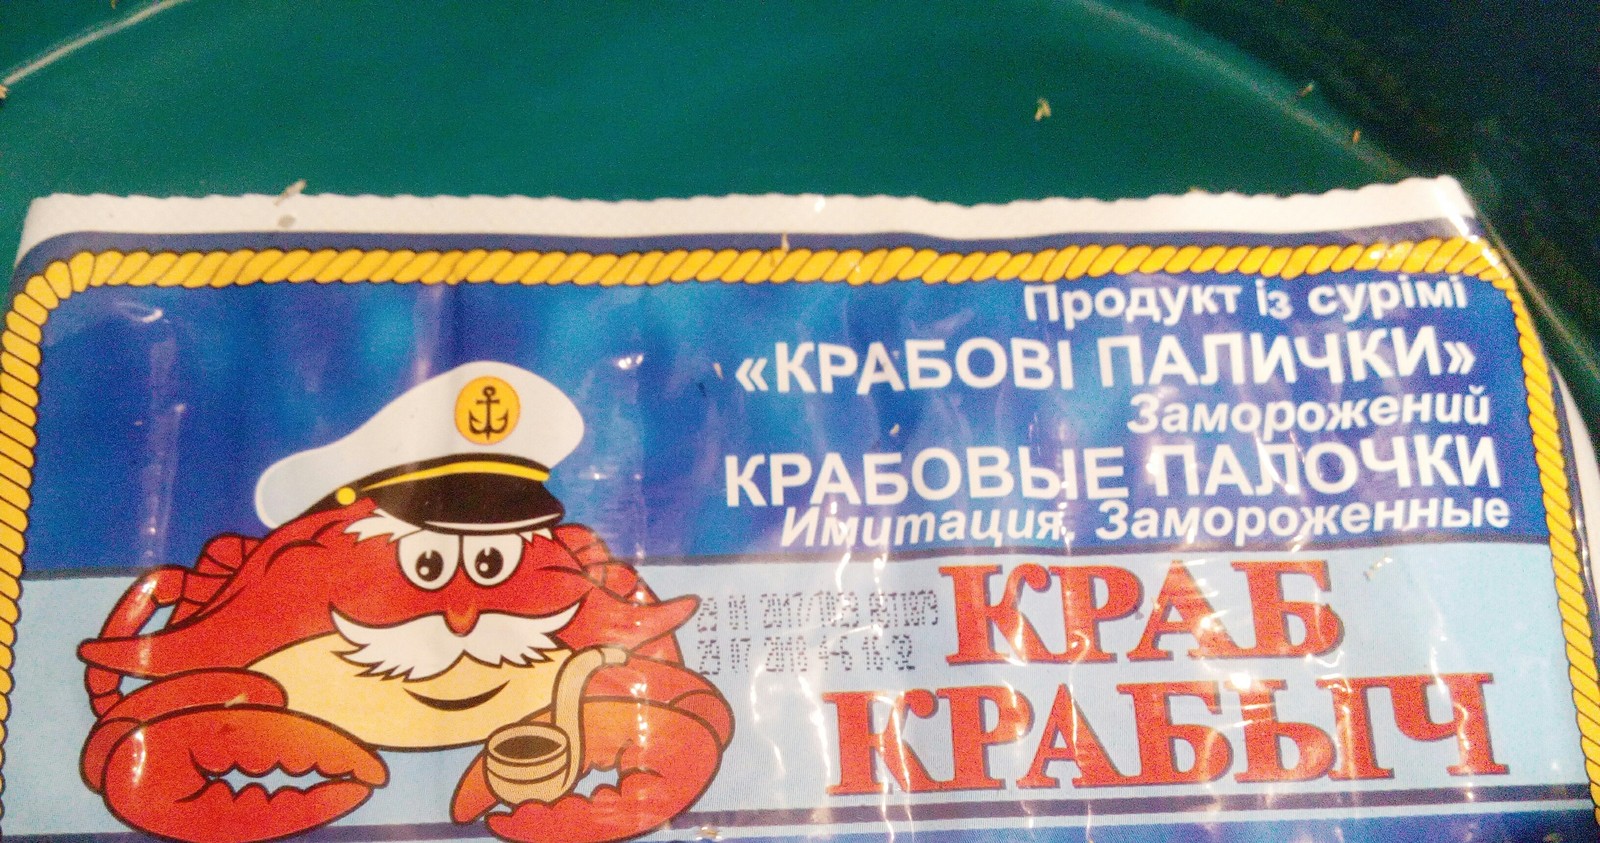 Продукт із сурімі
«КРАБОВІ ПАЛИЧКИ»
Заморожений
КРАБОВЫЕ ПАЛОЧКИ
Имитация. Замороженные
КРАБ
КРАБЫЧ